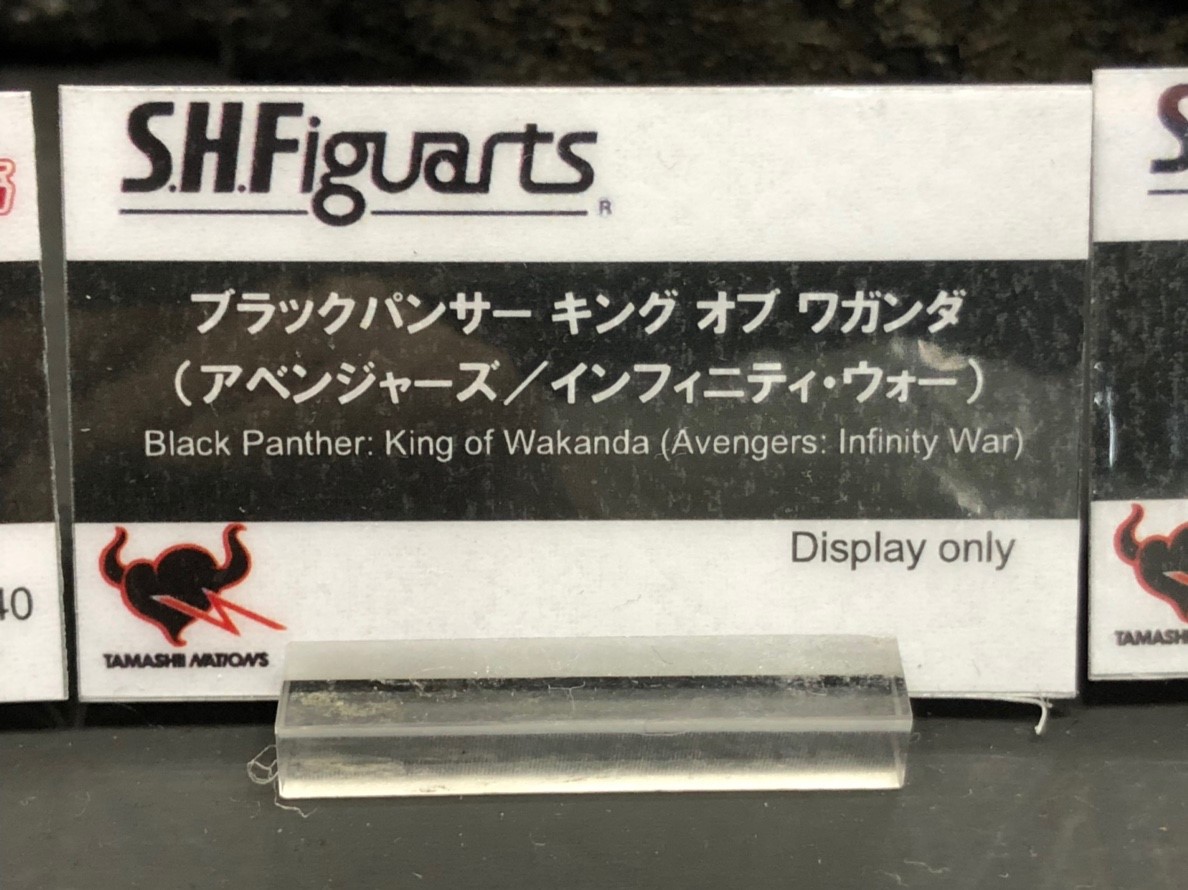 S.H.Figuarts®
ブラックパンサー キング オブ ワガンダ
(アベンジャーズ／インフィニティ・ウォー)
Black Panther: King of Wakanda (Avengers: Infinity War)
Display only
TAMASHII NATIONS
40
S
TAMASH